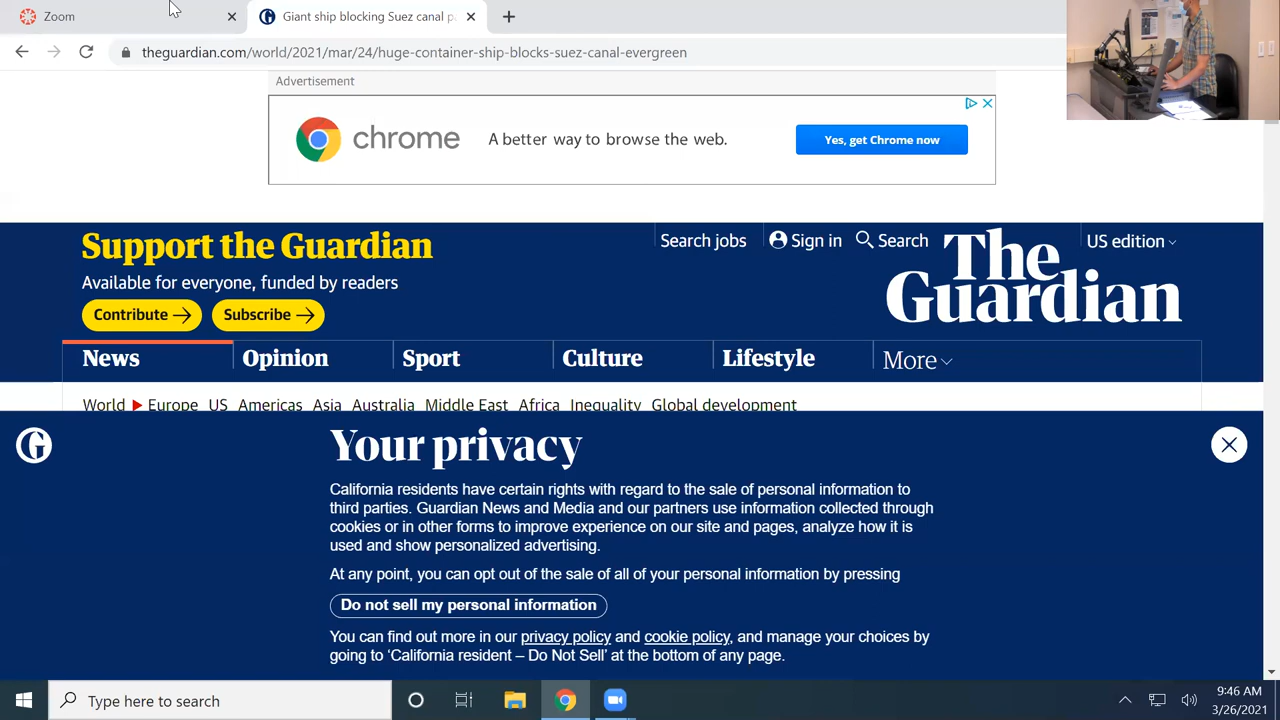 Zoom
Giant ship blocking Suez canal pa
theguardian.com/world/2021/mar/24/huge-container-ship-blocks-suez-canal-evergreen
Advertisement
chrome
A better way to browse the web.
Yes, get Chrome now
Support the Guardian
Available for everyone, funded by readers
Contribute
Subscribe
Search jobs
Sign in
Search
US edition
The
Guardian
News
Opinion
Sport
Culture
Lifestyle
More
World Europe US Americas Asia Australia Middle East Africa Inequality Global development
Your privacy
California residents have certain rights with regard to the sale of personal information to
third parties. Guardian News and Media and our partners use information collected through
cookies or in other forms to improve experience on our site and pages, analyze how it is
used and show personalized advertising.
At any point, you can opt out of the sale of all of your personal information by pressing
Do not sell my personal information
You can find out more in our privacy policy and cookie policy, and manage your choices by
going to ‘California resident – Do Not Sell’ at the bottom of any page.
Type here to search
9:46 AM
3/26/2021